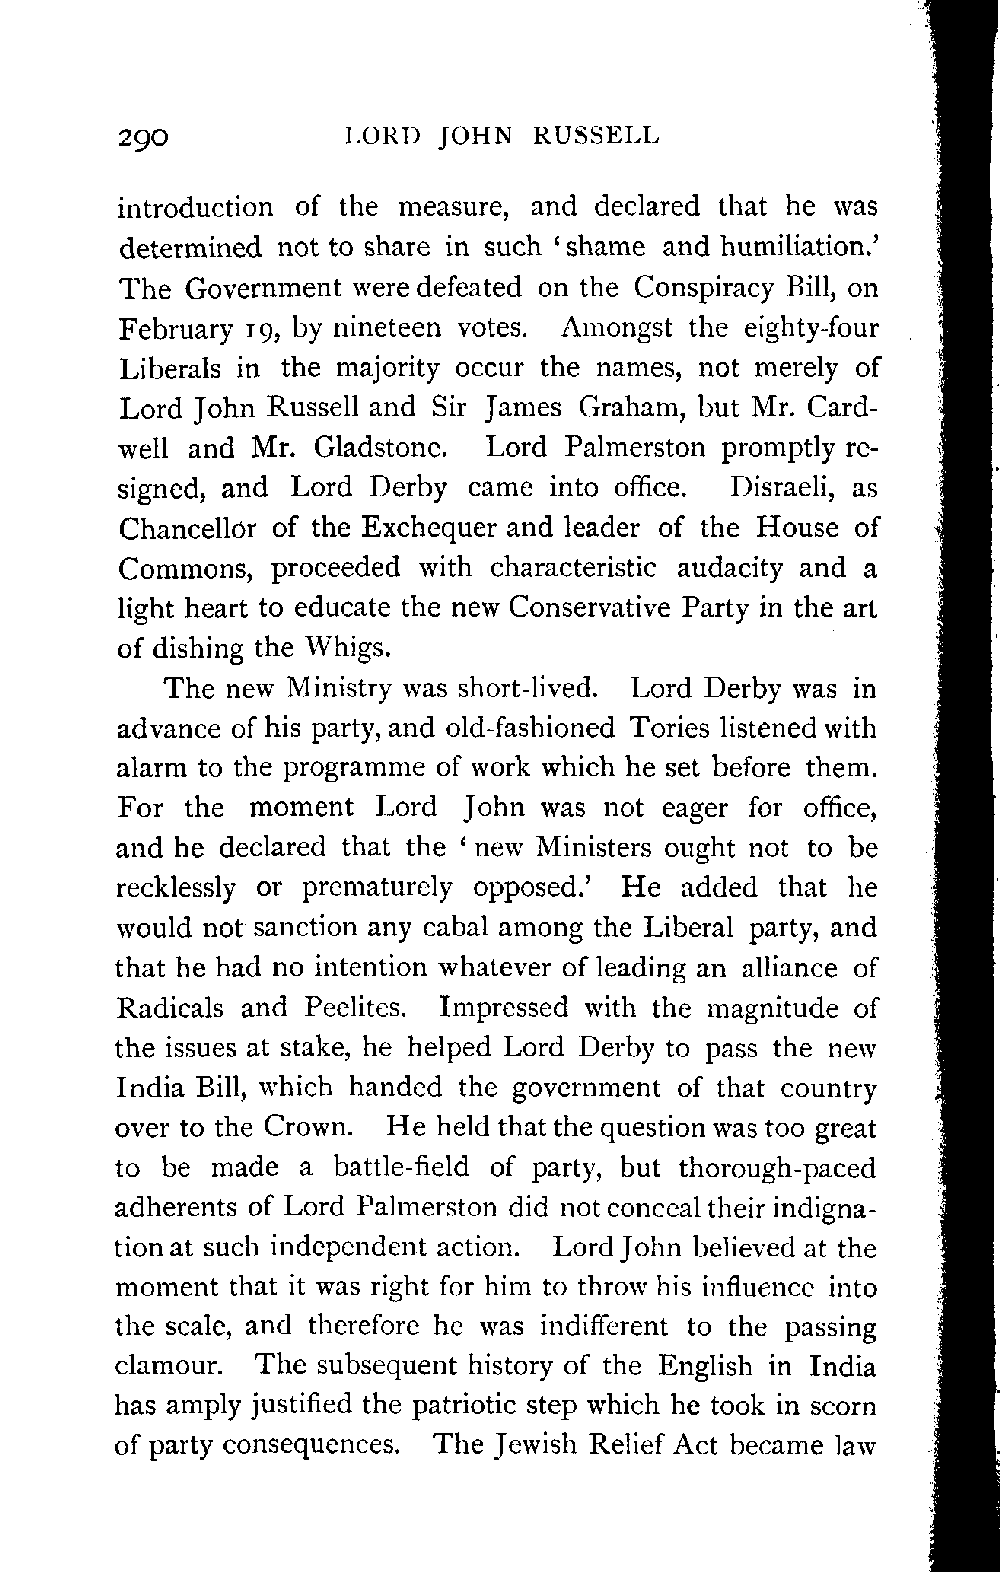 290 LORD JOHN RUSSELL
introduction of the measure, and declared that he was
determined not to share in such ‘shame and humiliation.’
The Government were defeated on the Conspiracy Bill, on
February 19, by nineteen votes. Amongst the eighty-four
Liberals in the majority occur the names, not merely of
Lord John Russell and Sir James Graham, but Mr. Card-
well and Mr. Gladstone. Lord Palmerston promptly re-
signed, and Lord Derby came into office. Disraeli, as
Chancellor of the Exchequer and leader of the House of
Commons, proceeded with characteristic audacity and a
light heart to educate the new Conservative Party in the art
of dishing the Whigs.
The new Ministry was short-lived. Lord Derby was in
advance of his party, and old-fashioned Tories listened with
alarm to the programme of work which he set before them.
For the moment Lord John was not eager for office,
and he declared that the ‘new Ministers ought not to be
recklessly or prematurely opposed.’ He added that he
would not sanction any cabal among the Liberal party, and
that he had no intention whatever of leading an alliance of
Radicals and Peelites. Impressed with the magnitude of
the issues at stake, he helped Lord Derby to pass the new
India Bill, which handed the government of that country
over to the Crown. He held that the question was too great
to be made a battle-field of party, but thorough-paced
adherents of Lord Palmerston did not conceal their indigna-
tion at such independent action. Lord John believed at the
moment that it was right for him to throw his influence into
the scale, and therefore he was indifferent to the passing
clamour. The subsequent history of the English in India
has amply justified the patriotic step which he took in scorn
of party consequences. The Jewish Relief Act became law